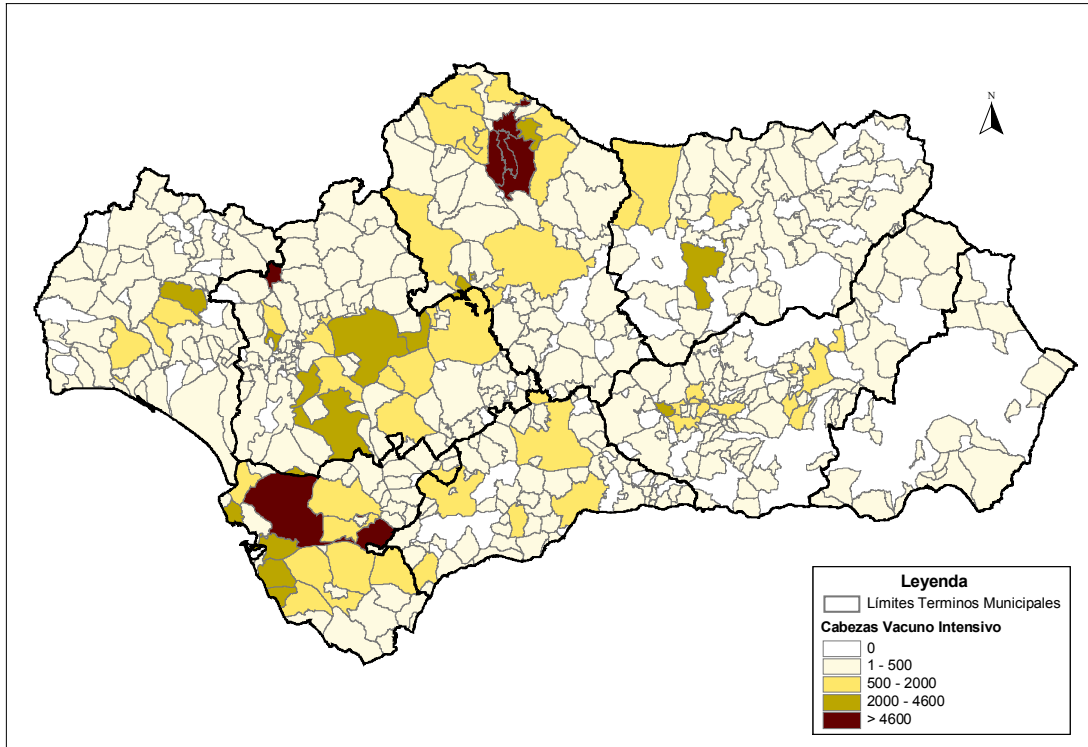 N
Leyenda
Límites Terminos Municipales
Cabezas Vacuno Intensivo
0
1 - 500
500 - 2000
2000 - 4600
> 4600